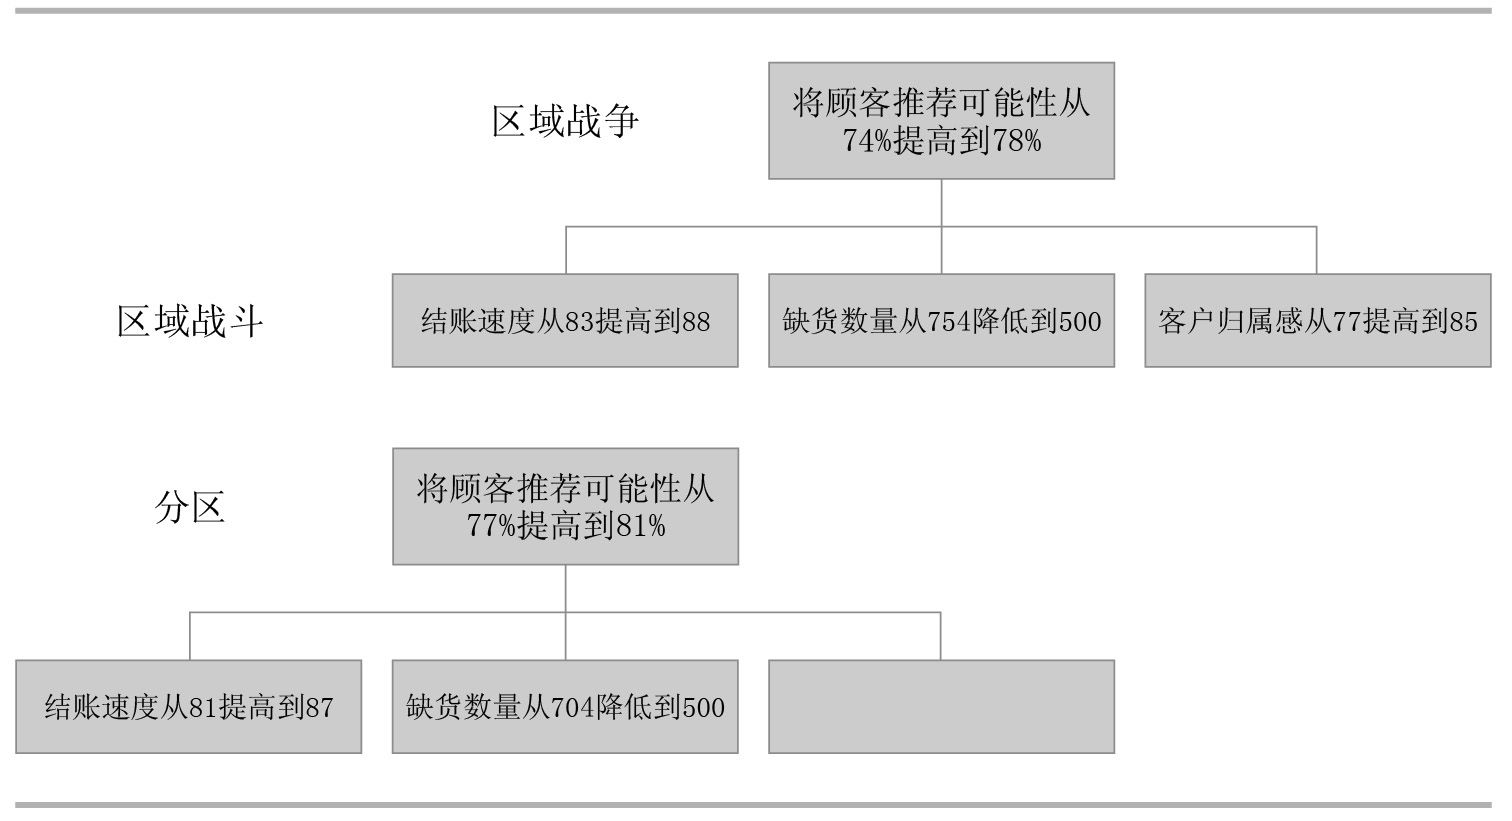 区域战争
将顾客推荐可能性从
74%提高到78%
区域战斗
结账速度从83提高到88
缺货数量从754降低到500
客户归属感从77提高到85
分区
将顾客推荐可能性从
77%提高到81%
结账速度从81提高到87
缺货数量从704降低到500